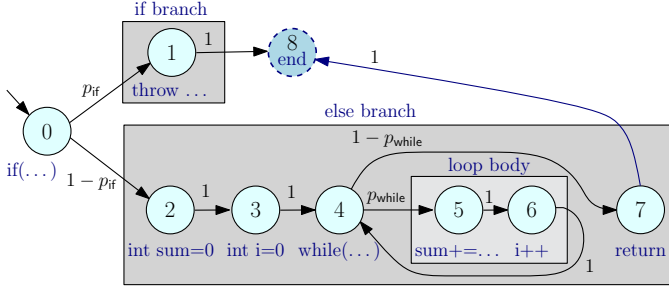 if branch
1
1
8
end
throw …
1
p_if
else branch
0
1 − p_while
if(…)
loop body
1 − p_if
1
1
p_while
1
2
3
4
5
6
7
int sum=0
int i=0
while(…)
sum+=…
i++
return
1